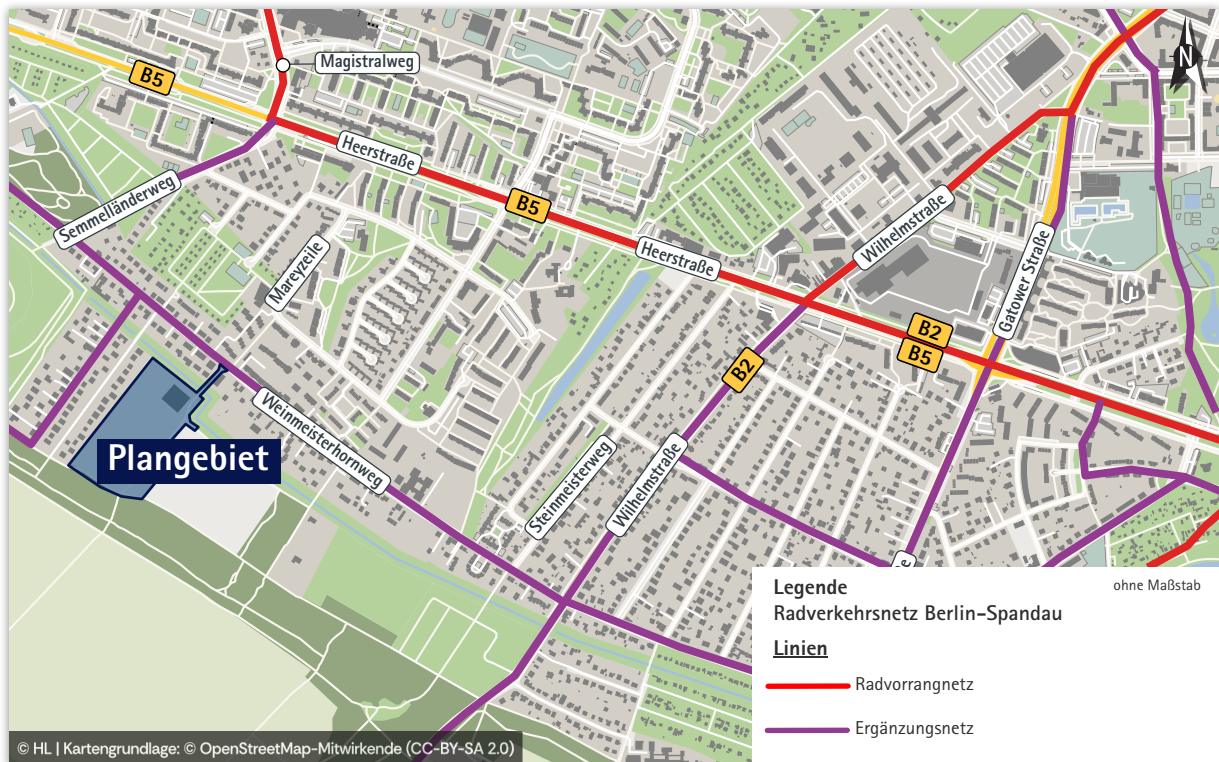 Magistralweg
N
B5
Heerstraße
Semmelländerweg
B5
Wilhelmstraße
Mareyzeile
Heerstraße
Gatower Straße
B2
B5
B2
Weinmeisterhornweg
Plangebiet
Steinmeisterweg
Wilhelmstraße
Legende
ohne Maßstab
Radverkehrsnetz Berlin-Spandau
Linien
Radvorrangnetz
Ergänzungsnetz
© HL | Kartengrundlage: © OpenStreetMap-Mitwirkende (CC-BY-SA 2.0)